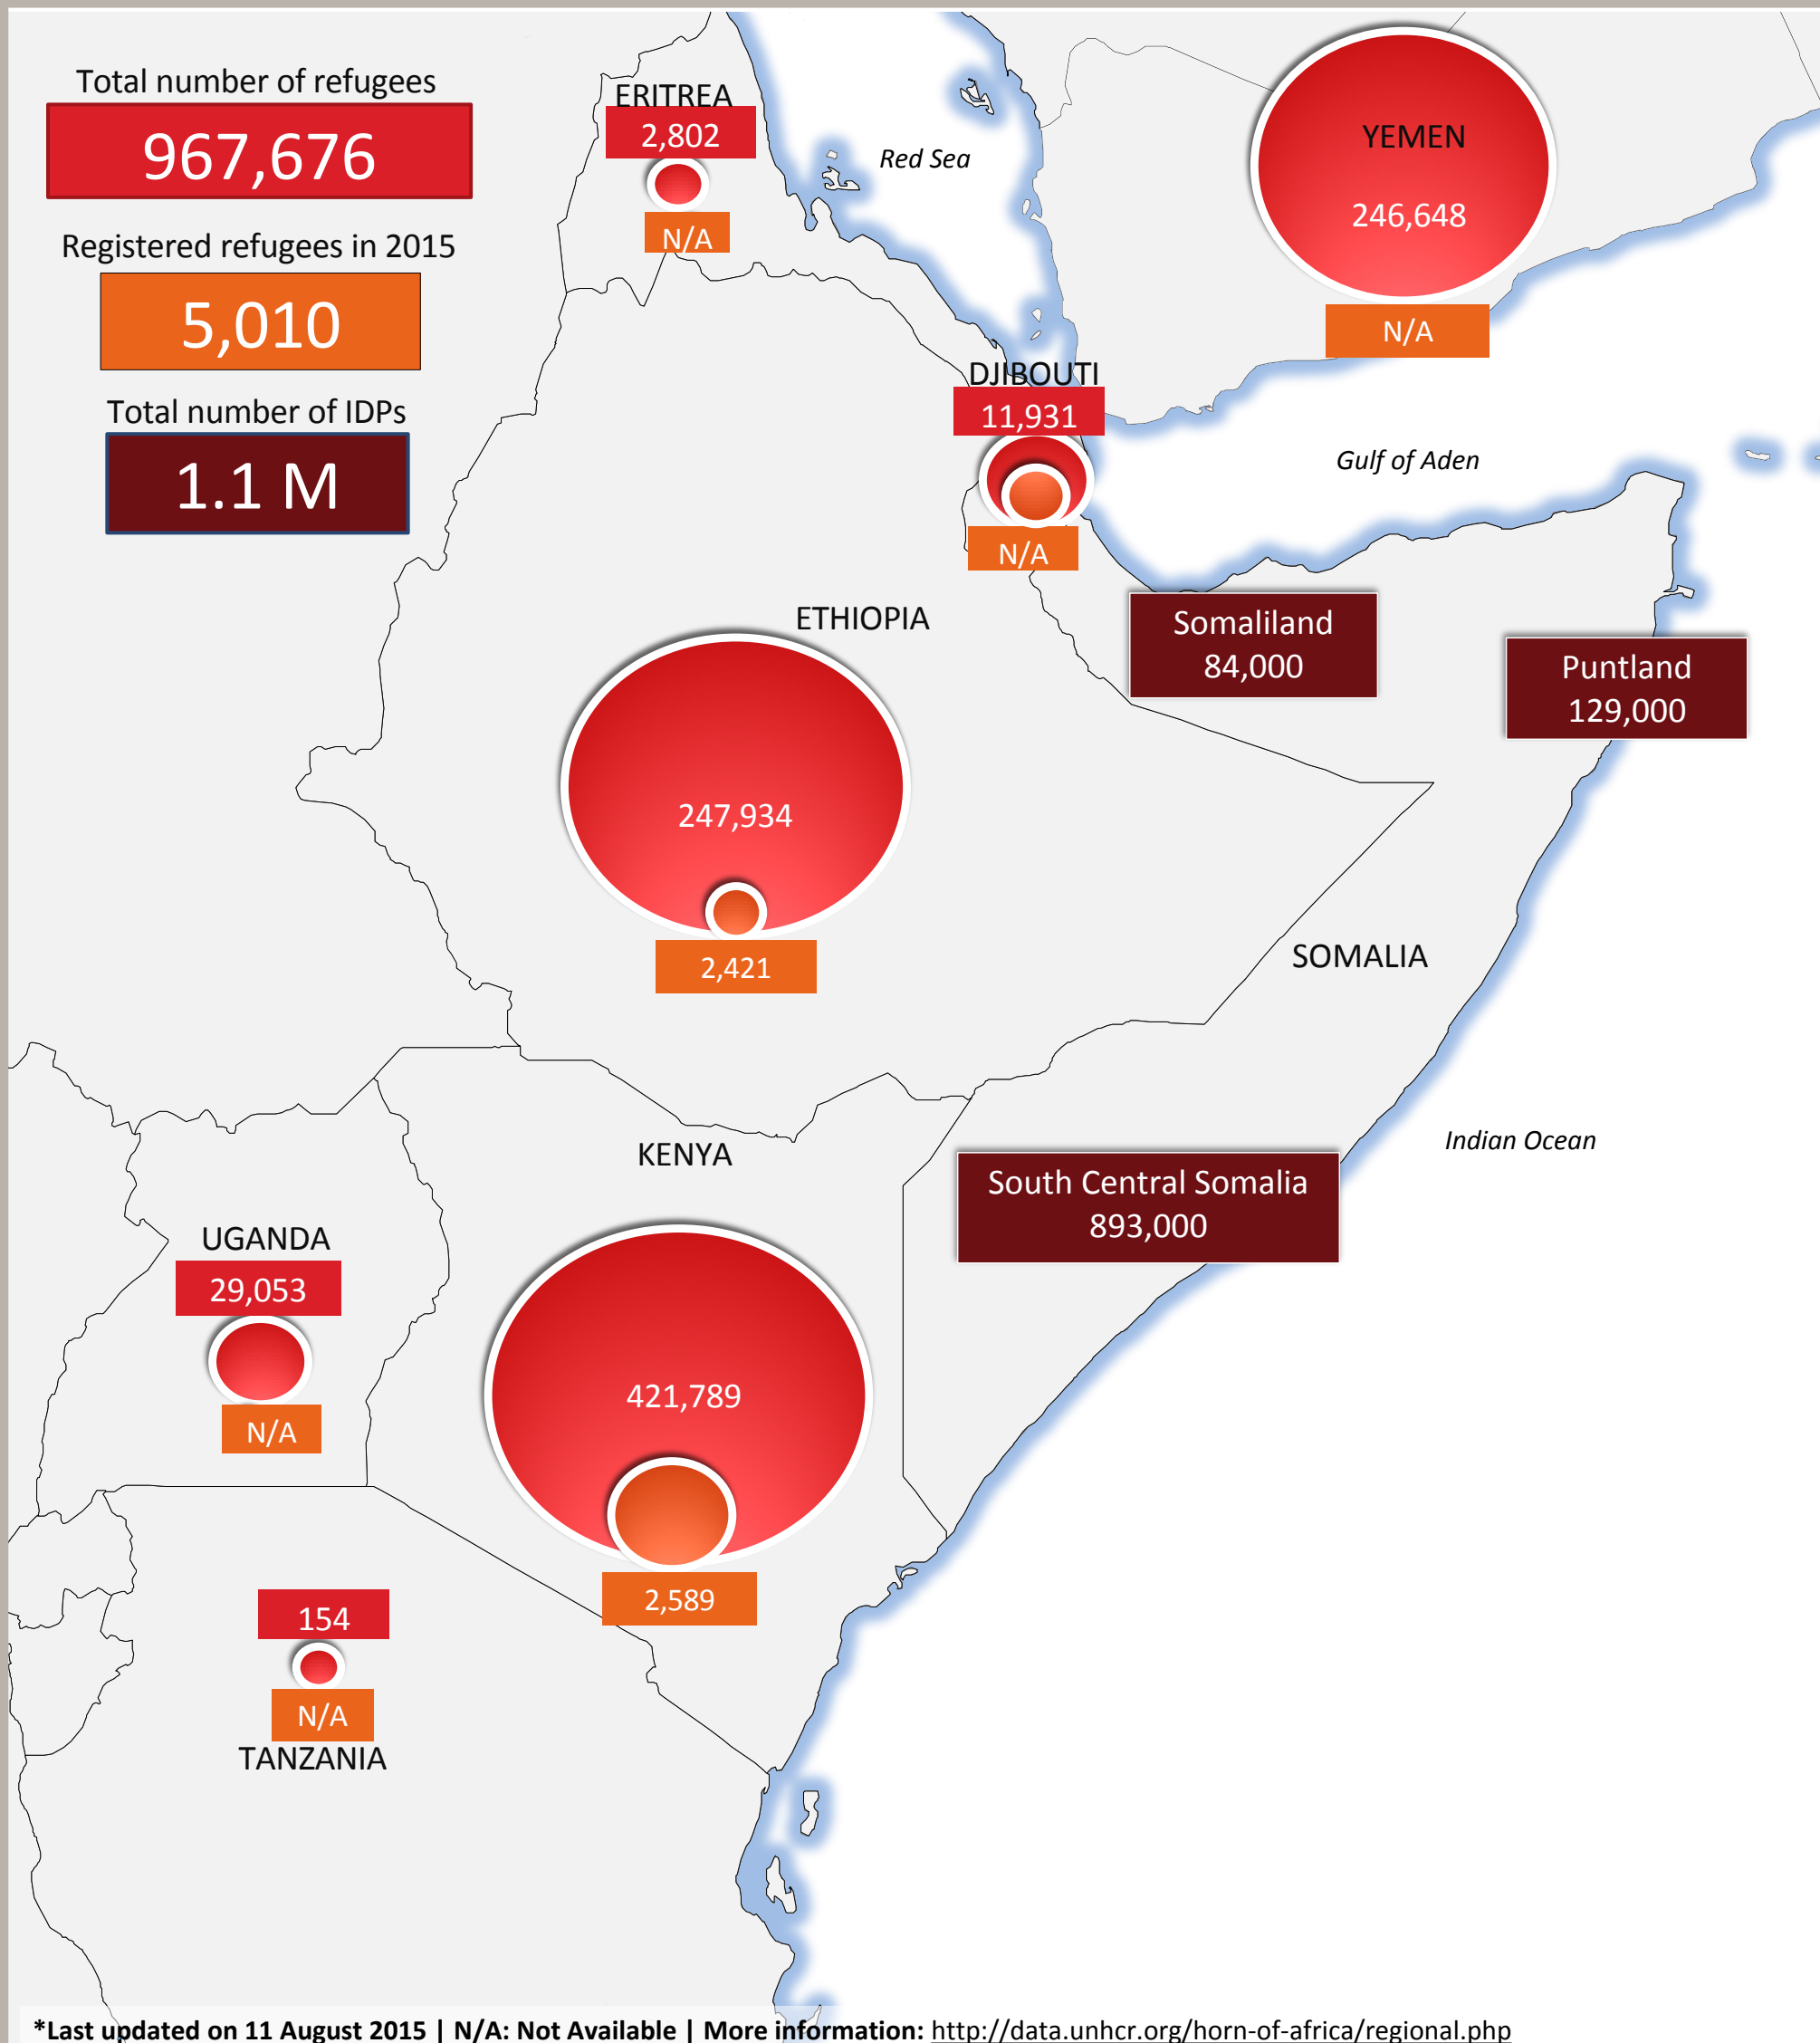 Total number of refugees
967,676
Registered refugees in 2015
5,010
Total number of IDPs
1.1 M
ERITREA
2,802
N/A
Red Sea
YEMEN
246,648
N/A
DJIBOUTI
11,931
N/A
Gulf of Aden
ETHIOPIA
247,934
2,421
Somaliland
84,000
Puntland
129,000
SOMALIA
Indian Ocean
KENYA
421,789
2,589
South Central Somalia
893,000
UGANDA
29,053
N/A
154
N/A
TANZANIA
*Last updated on 11 August 2015 | N/A: Not Available | More information: http://data.unhcr.org/horn-of-africa/regional.php